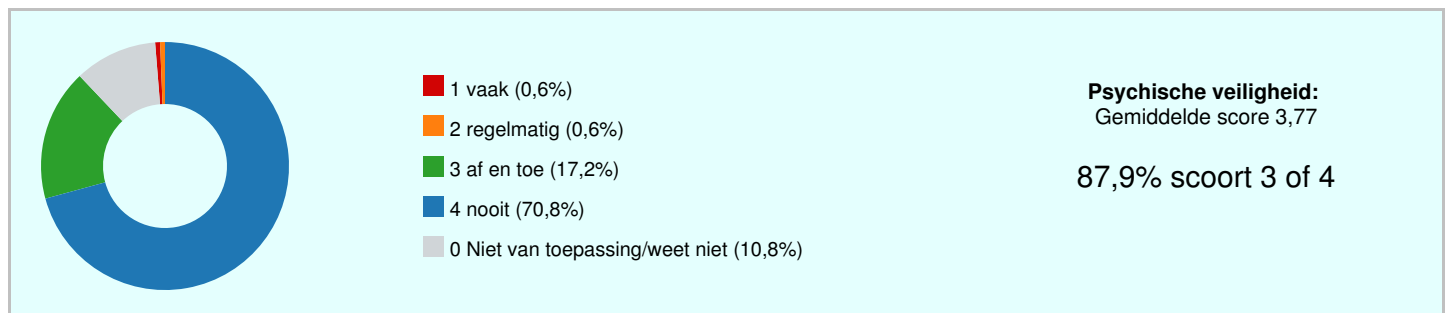 1 vaak (0,6%)
2 regelmatig (0,6%)
3 af en toe (17,2%)
4 nooit (70,8%)
0 Niet van toepassing/weet niet (10,8%)
Psychische veiligheid:
Gemiddelde score 3,77
87,9% scoort 3 of 4